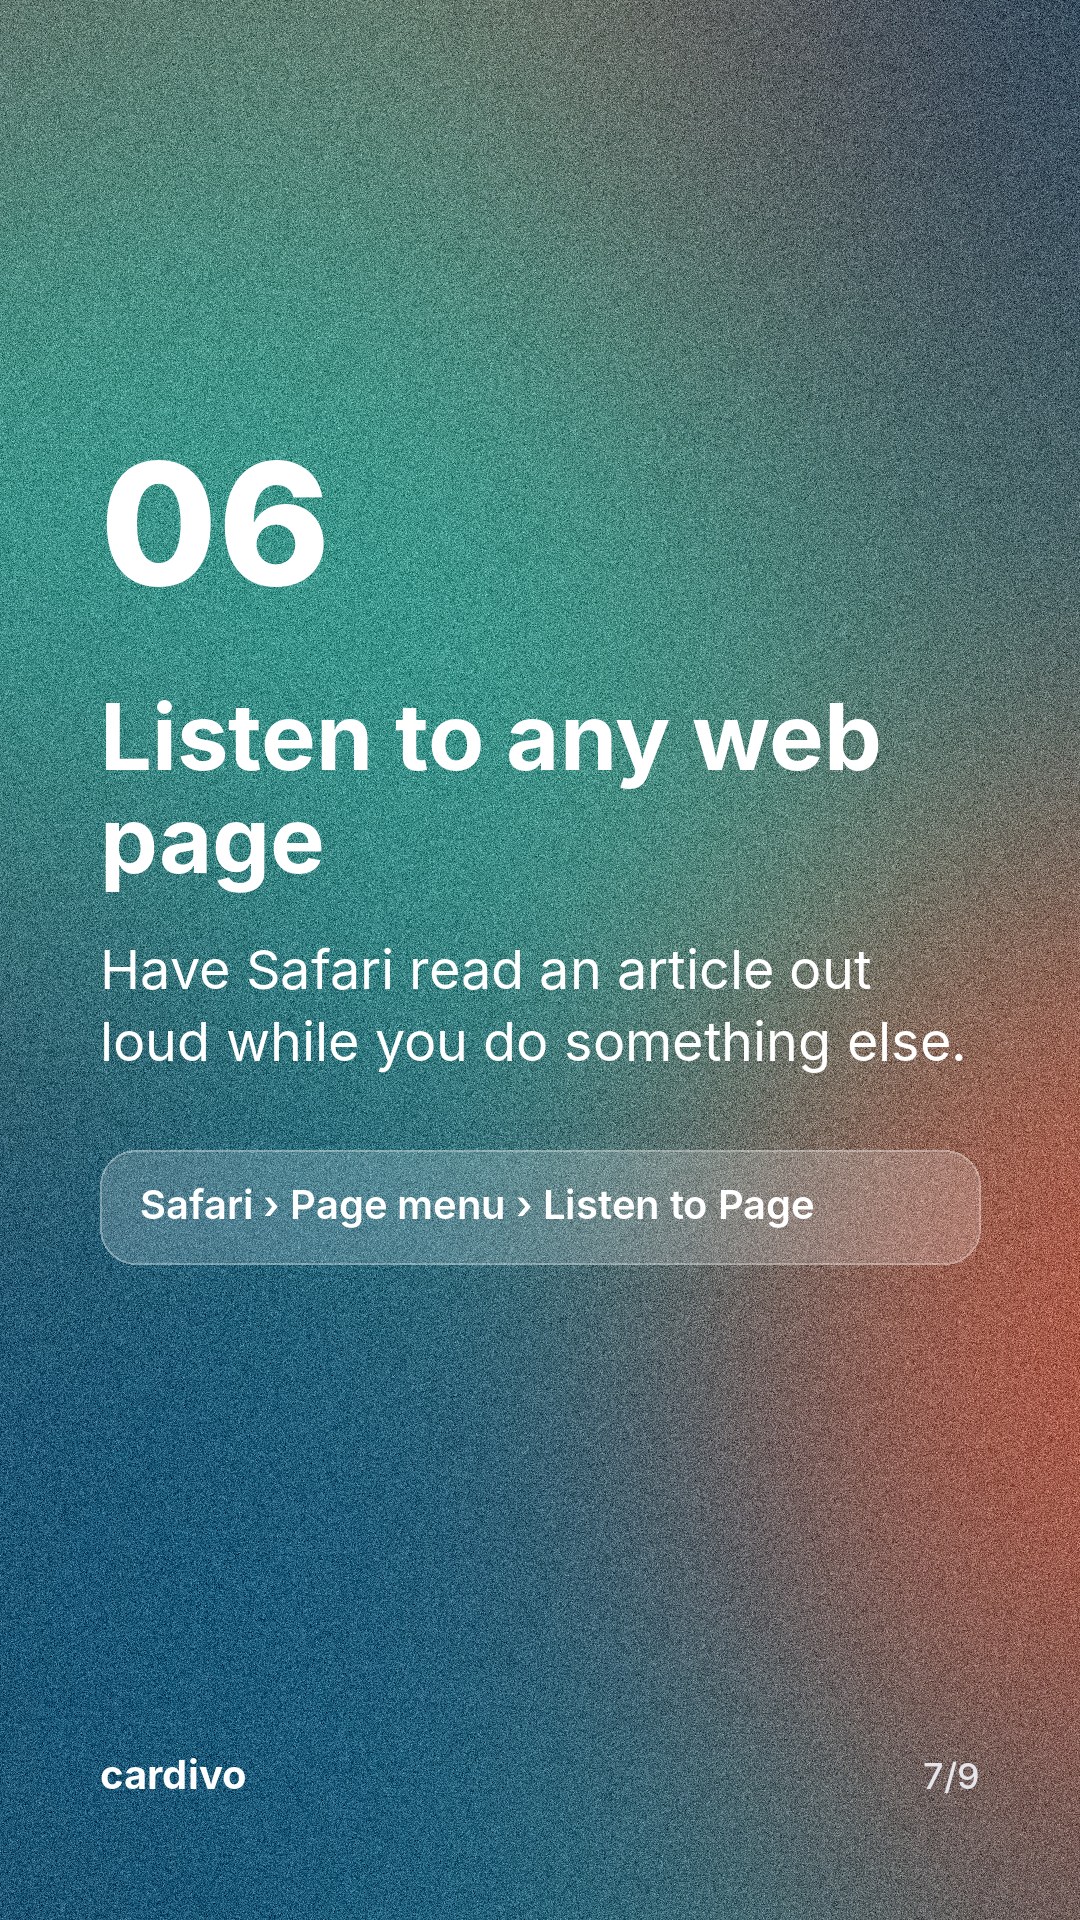 06
Listen to any web
page
Have Safari read an article out
loud while you do something else.
Safari › Page menu › Listen to Page
cardivo
7/9